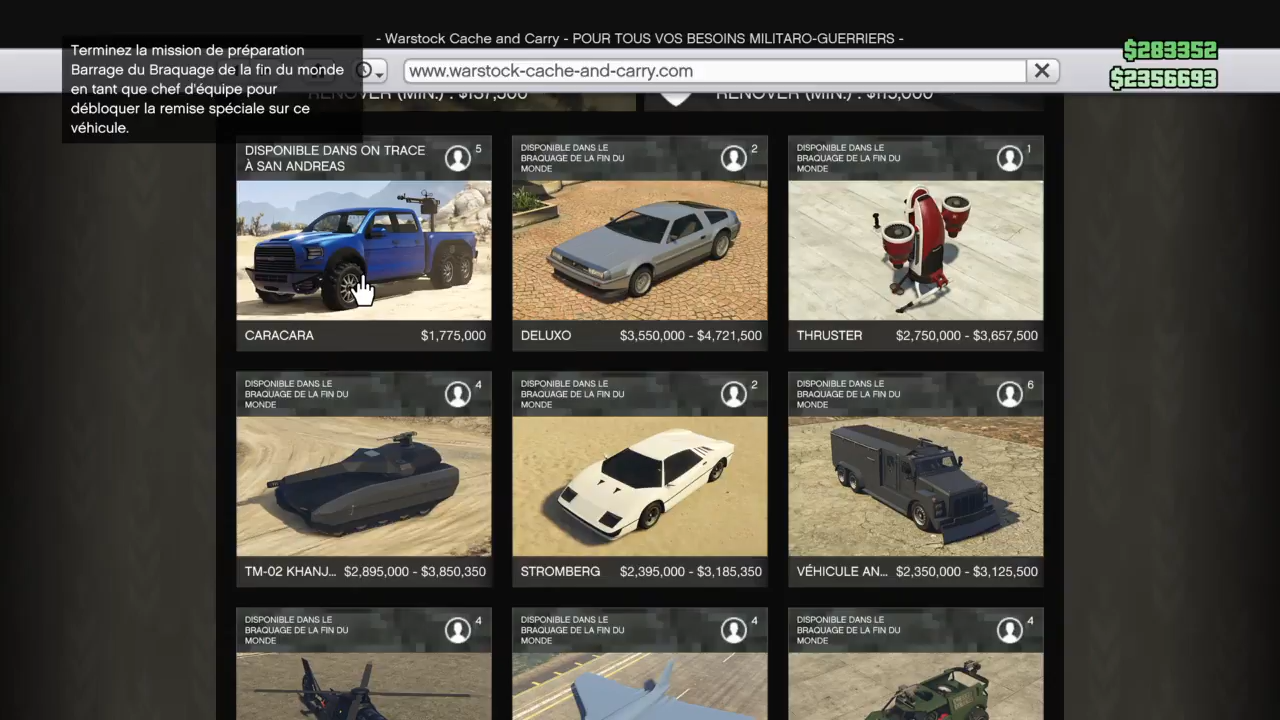 - Warstock Cache and Carry - POUR TOUS VOS BESOINS MILITARO-GUERRIERS -
Terminez la mission de préparation
Barrage du Braquage de la fin du monde
en tant que chef d'équipe pour
débloquer la remise spéciale sur ce
véhicule.
www.warstock-cache-and-carry.com
$283352
$2356693
RÉNOVER (MIN.) : $137,500
RÉNOVER (MIN.) : $115,000
DISPONIBLE DANS ON TRACE
À SAN ANDREAS
5
CARACARA $1,775,000
DISPONIBLE DANS LE
BRAQUAGE DE LA FIN DU
MONDE
2
DELUXO $3,550,000 - $4,721,500
DISPONIBLE DANS LE
BRAQUAGE DE LA FIN DU
MONDE
1
THRUSTER $2,750,000 - $3,657,500
DISPONIBLE DANS LE
BRAQUAGE DE LA FIN DU
MONDE
4
TM-02 KHANJ... $2,895,000 - $3,850,350
DISPONIBLE DANS LE
BRAQUAGE DE LA FIN DU
MONDE
2
STROMBERG $2,395,000 - $3,185,350
DISPONIBLE DANS LE
BRAQUAGE DE LA FIN DU
MONDE
6
VÉHICULE AN... $2,350,000 - $3,125,500
DISPONIBLE DANS LE
BRAQUAGE DE LA FIN DU
MONDE
4
DISPONIBLE DANS LE
BRAQUAGE DE LA FIN DU
MONDE
4
DISPONIBLE DANS LE
BRAQUAGE DE LA FIN DU
MONDE
4